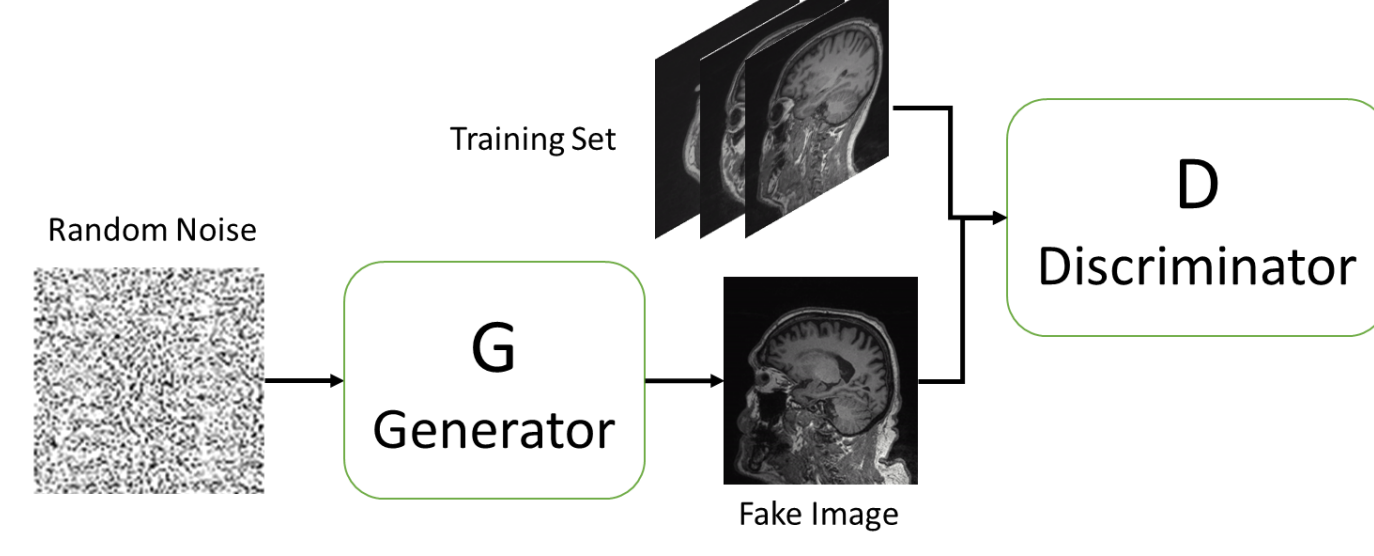 Training Set
Random Noise
G
Generator
Fake Image
D
Discriminator